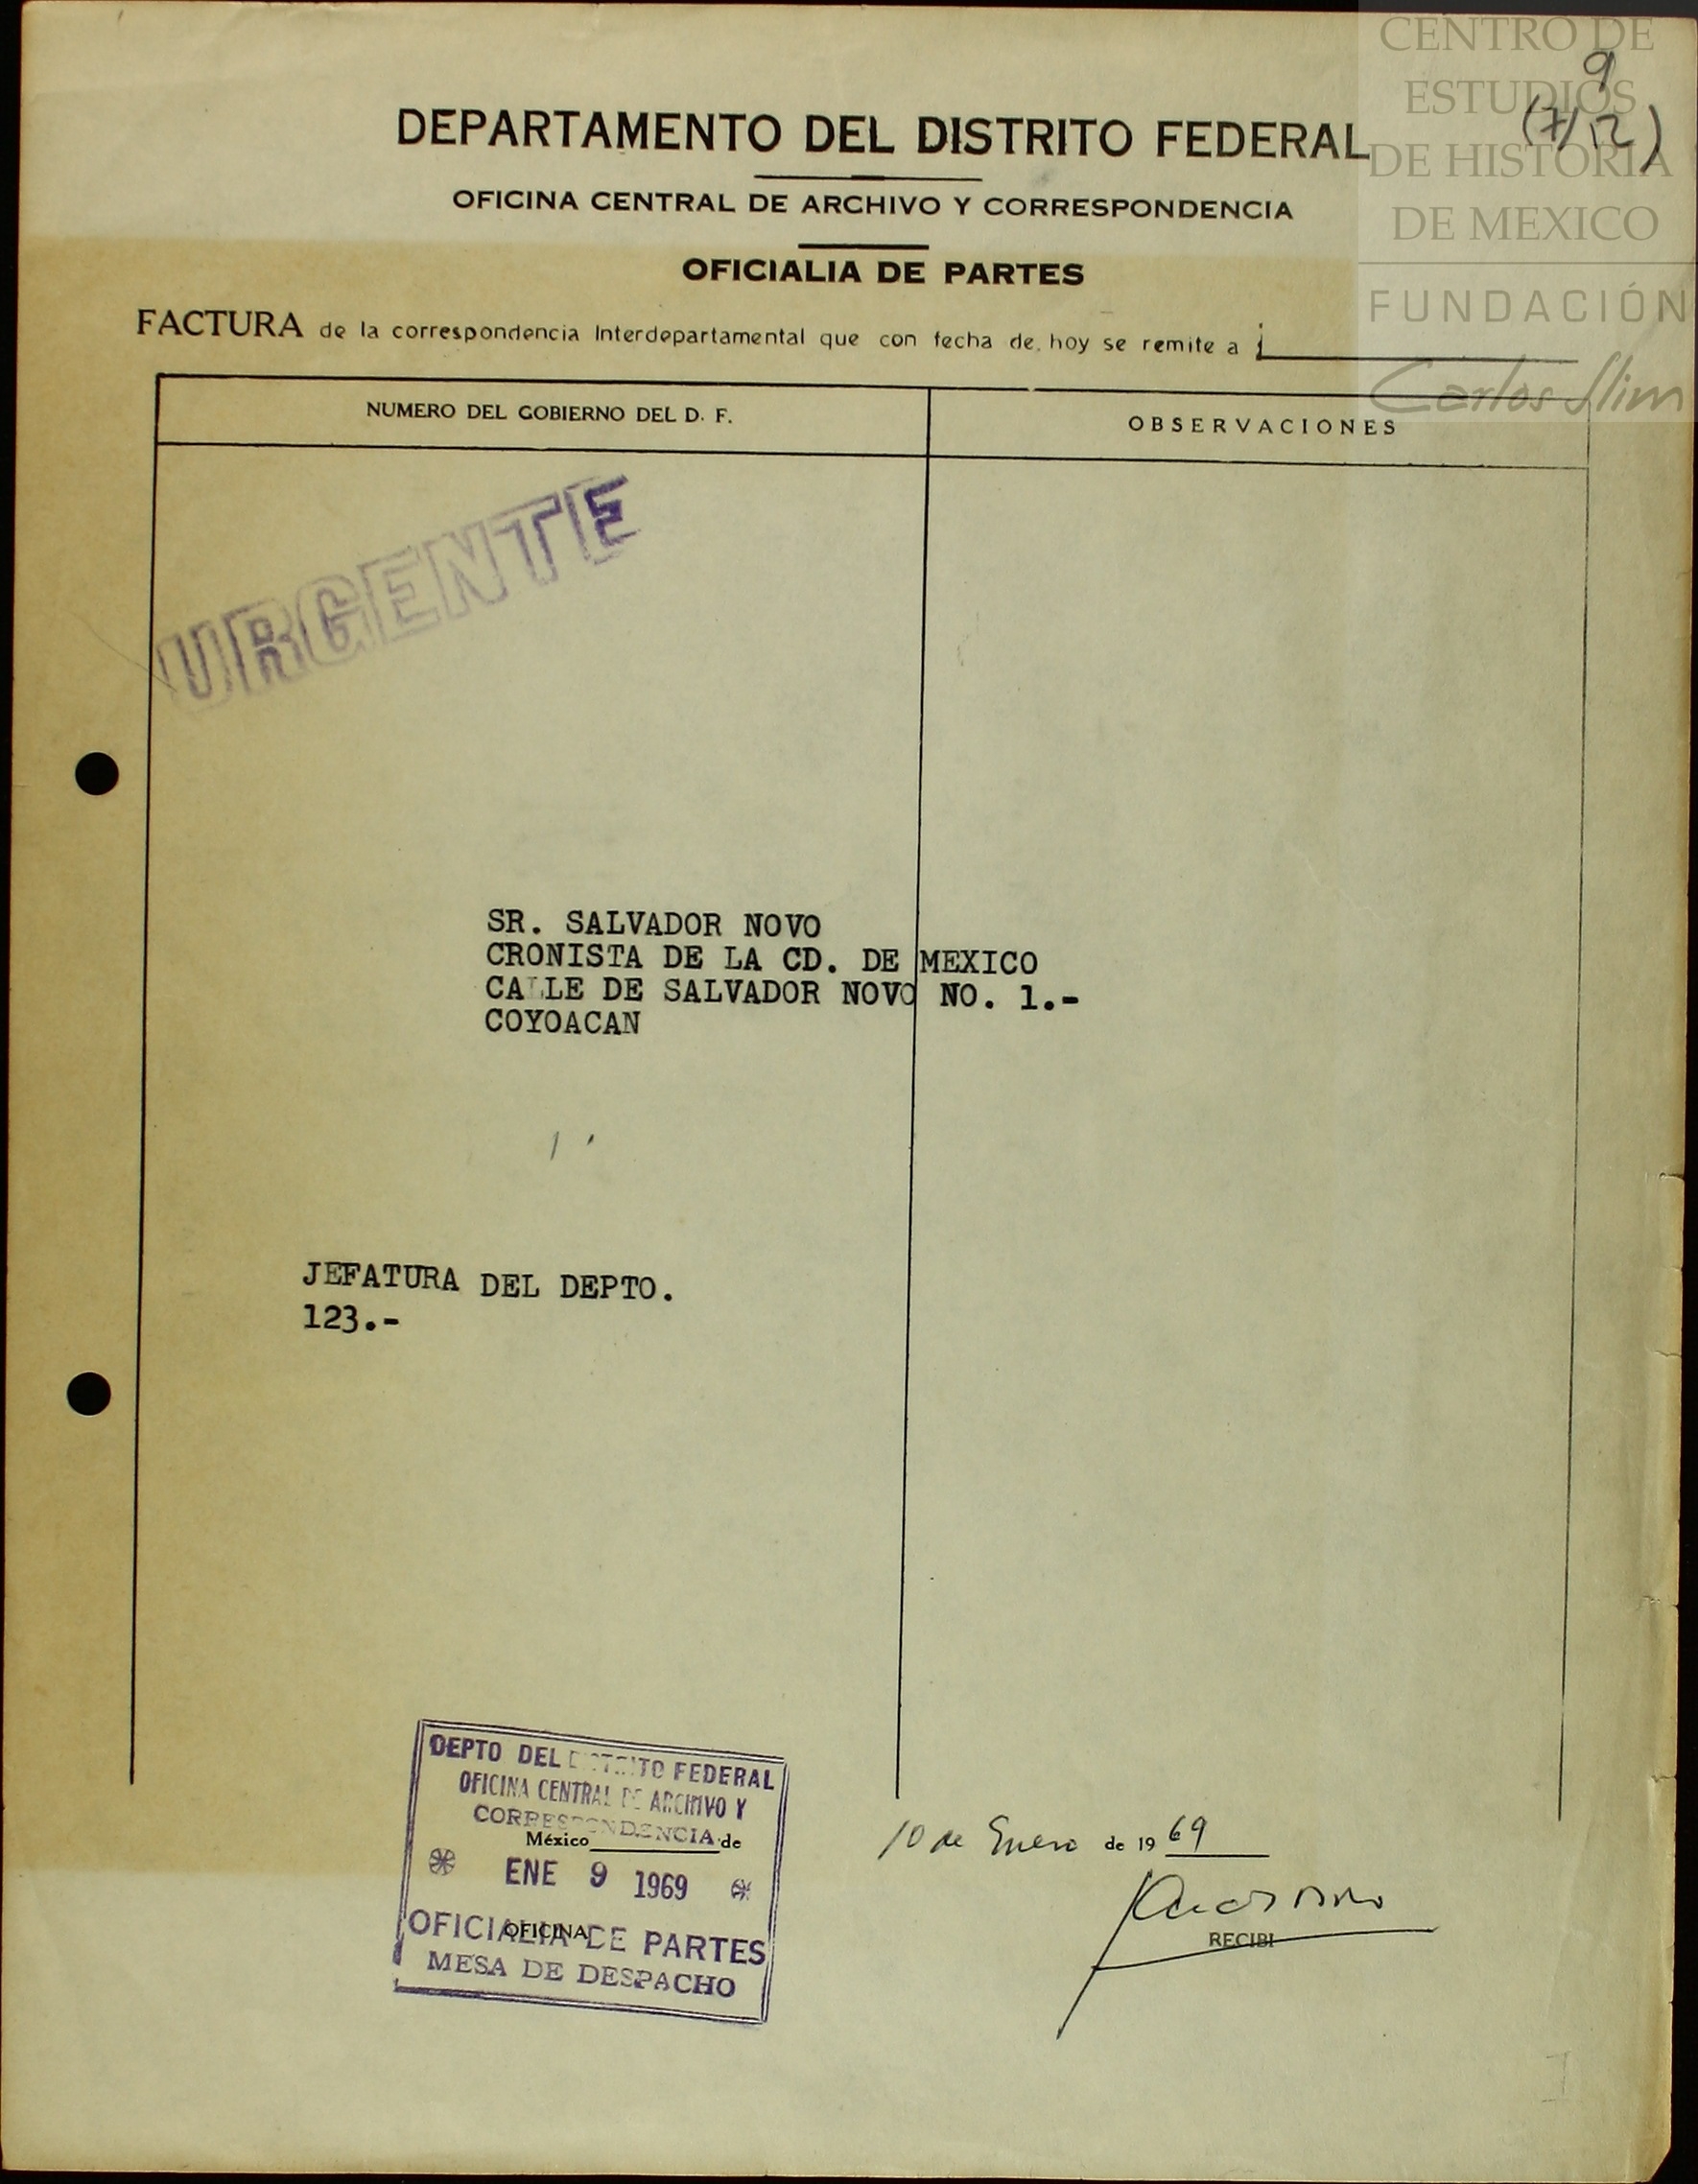 CENTRO DE
ESTUDIOS
DE HISTORIA
DE MEXICO
FUNDACIÓN
Carlos Slim
9
(7/12)
DEPARTAMENTO DEL DISTRITO FEDERAL
OFICINA CENTRAL DE ARCHIVO Y CORRESPONDENCIA
OFICIALIA DE PARTES
FACTURA de la correspondencia Interdepartamental que con fecha de hoy se remite a
NUMERO DEL GOBIERNO DEL D. F.
OBSERVACIONES
URGENTE
SR. SALVADOR NOVO
CRONISTA DE LA CD. DE MEXICO
CALLE DE SALVADOR NOVO NO. 1.-
COYOACAN
JEFATURA DEL DEPTO.
123.-
DEPTO DEL DISTRITO FEDERAL
OFICINA CENTRAL DE ARCHIVO Y
CORRESPONDENCIA
México de
ENE 9 1969
OFICINA
OFICIALIA DE PARTES
MESA DE DESPACHO
10 de Enero de 1969
RECIBI